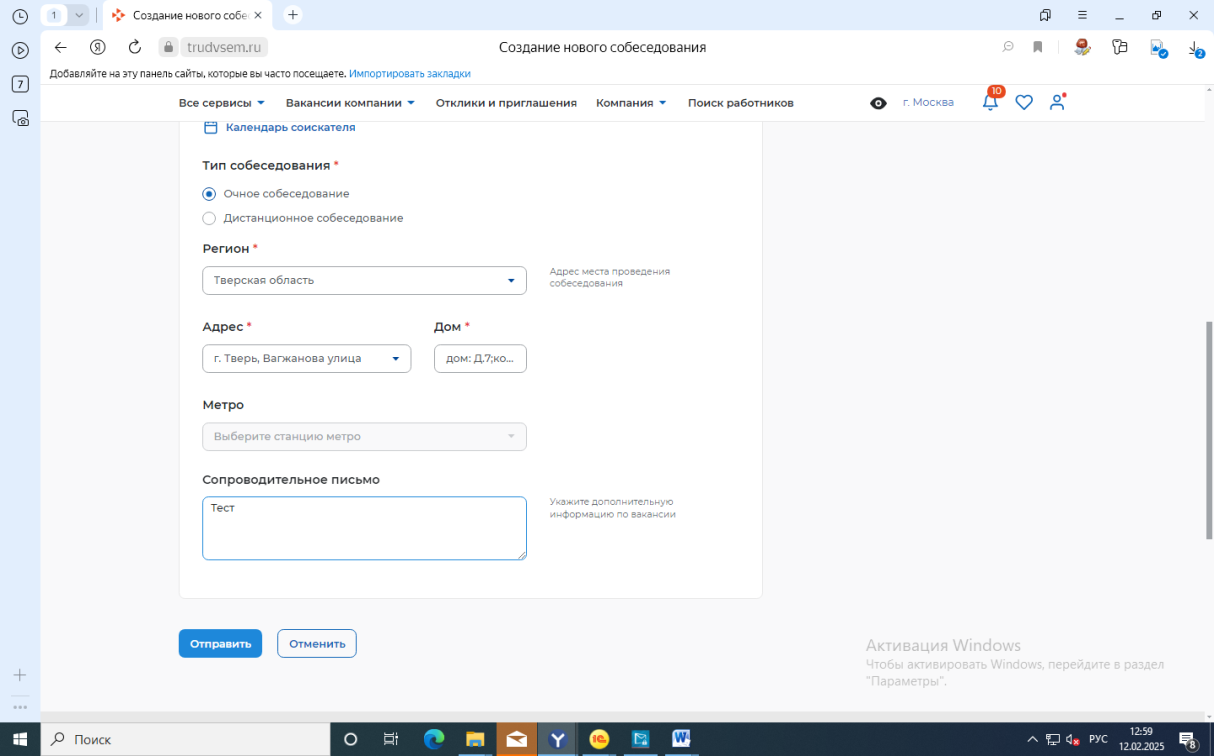 1
Создание нового собес
trudvsem.ru
Создание нового собеседования
2
7
Добавляйте на эту панель сайты, которые вы часто посещаете. Импортировать закладки
Все сервисы
Вакансии компании
Отклики и приглашения
Компания
Поиск работников
г. Москва
10
Календарь соискателя
Тип собеседования *
Очное собеседование
Дистанционное собеседование
Регион *
Тверская область
Адрес места проведения
собеседования
Адрес *
Дом *
г. Тверь, Вагжанова улица
дом: Д.7;ко...
Метро
Выберите станцию метро
Сопроводительное письмо
Тест
Укажите дополнительную
информацию по вакансии
Отправить
Отменить
Активация Windows
Чтобы активировать Windows, перейдите в раздел
"Параметры".
Поиск
РУС
12:59
12.02.2025
8